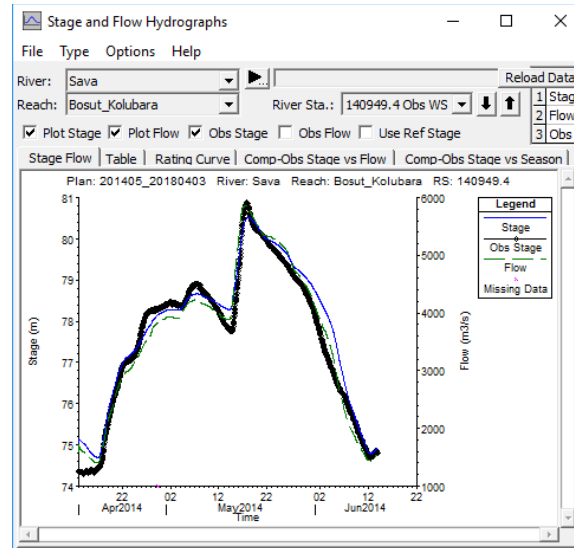 Stage and Flow Hydrographs
File Type Options Help
River: Sava Reload Data
Reach: Bosut_Kolubara River Sta.: 140949.4 Obs WS 1 Stag
Plot Stage Plot Flow Obs Stage Obs Flow Use Ref Stage 2 Flow
3 Obs
Stage Flow Table Rating Curve Comp-Obs Stage vs Flow Comp-Obs Stage vs Season
Plan: 201405_20180403 River: Sava Reach: Bosut_Kolubara RS: 140949.4
Legend
Stage
Obs Stage
Flow
Missing Data
81
80
79
78
77
76
75
74
Stage (m)
6000
5000
4000
3000
2000
1000
Flow (m3/s)
22 02 12 22 02 12 22
Apr2014 May2014 Jun2014
Time